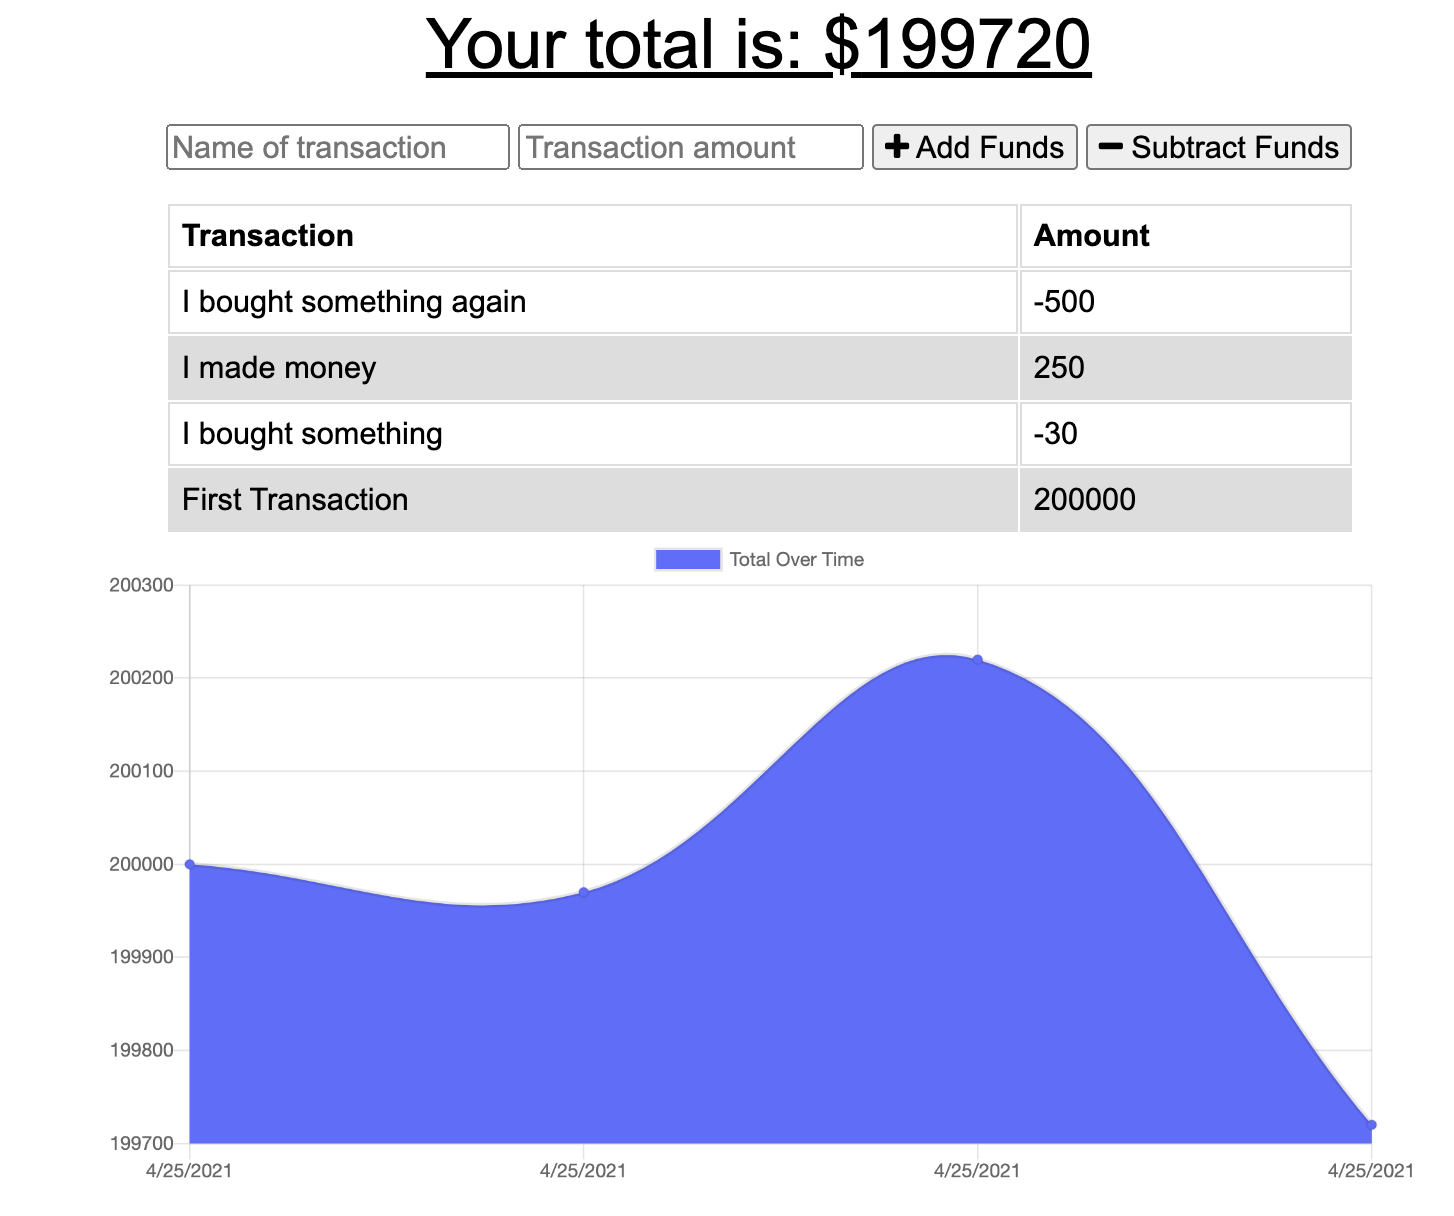 Your total is: $199720
Name of transaction Transaction amount + Add Funds − Subtract Funds
Transaction Amount
I bought something again -500
I made money 250
I bought something -30
First Transaction 200000
Total Over Time
200300
200200
200100
200000
199900
199800
199700
4/25/2021 4/25/2021 4/25/2021 4/25/2021